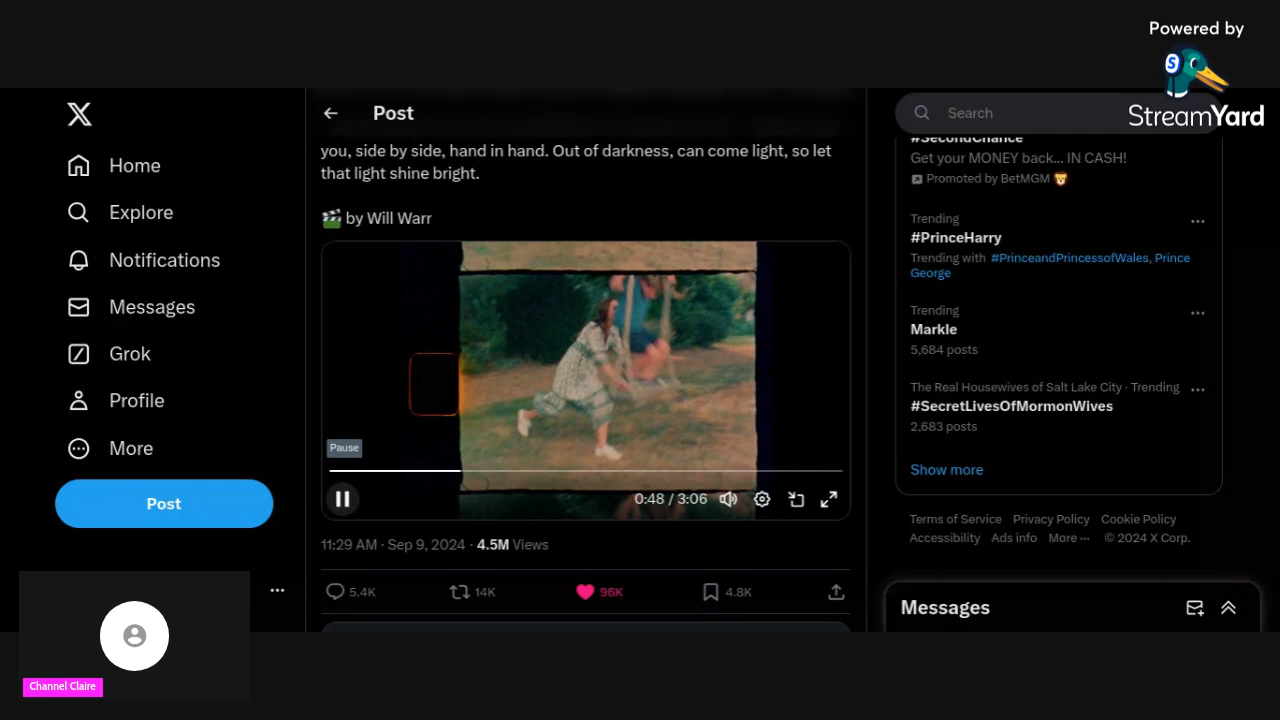 Powered by
StreamYard
X
Home
Explore
Notifications
Messages
Grok
Profile
More
Post
Channel Claire
Post
you, side by side, hand in hand. Out of darkness, can come light, so let
that light shine bright.
🎬 by Will Warr
Pause
0:48 / 3:06
11:29 AM · Sep 9, 2024 · 4.5M Views
5.4K
14K
96K
4.8K
Search
#SecondChance
Get your MONEY back... IN CASH!
Promoted by BetMGM 🦁
Trending
#PrinceHarry
Trending with #PrinceandPrincessofWales, Prince
George
Trending
Markle
5,684 posts
The Real Housewives of Salt Lake City · Trending
#SecretLivesOfMormonWives
2,683 posts
Show more
Terms of Service Privacy Policy Cookie Policy
Accessibility Ads info More ··· © 2024 X Corp.
Messages